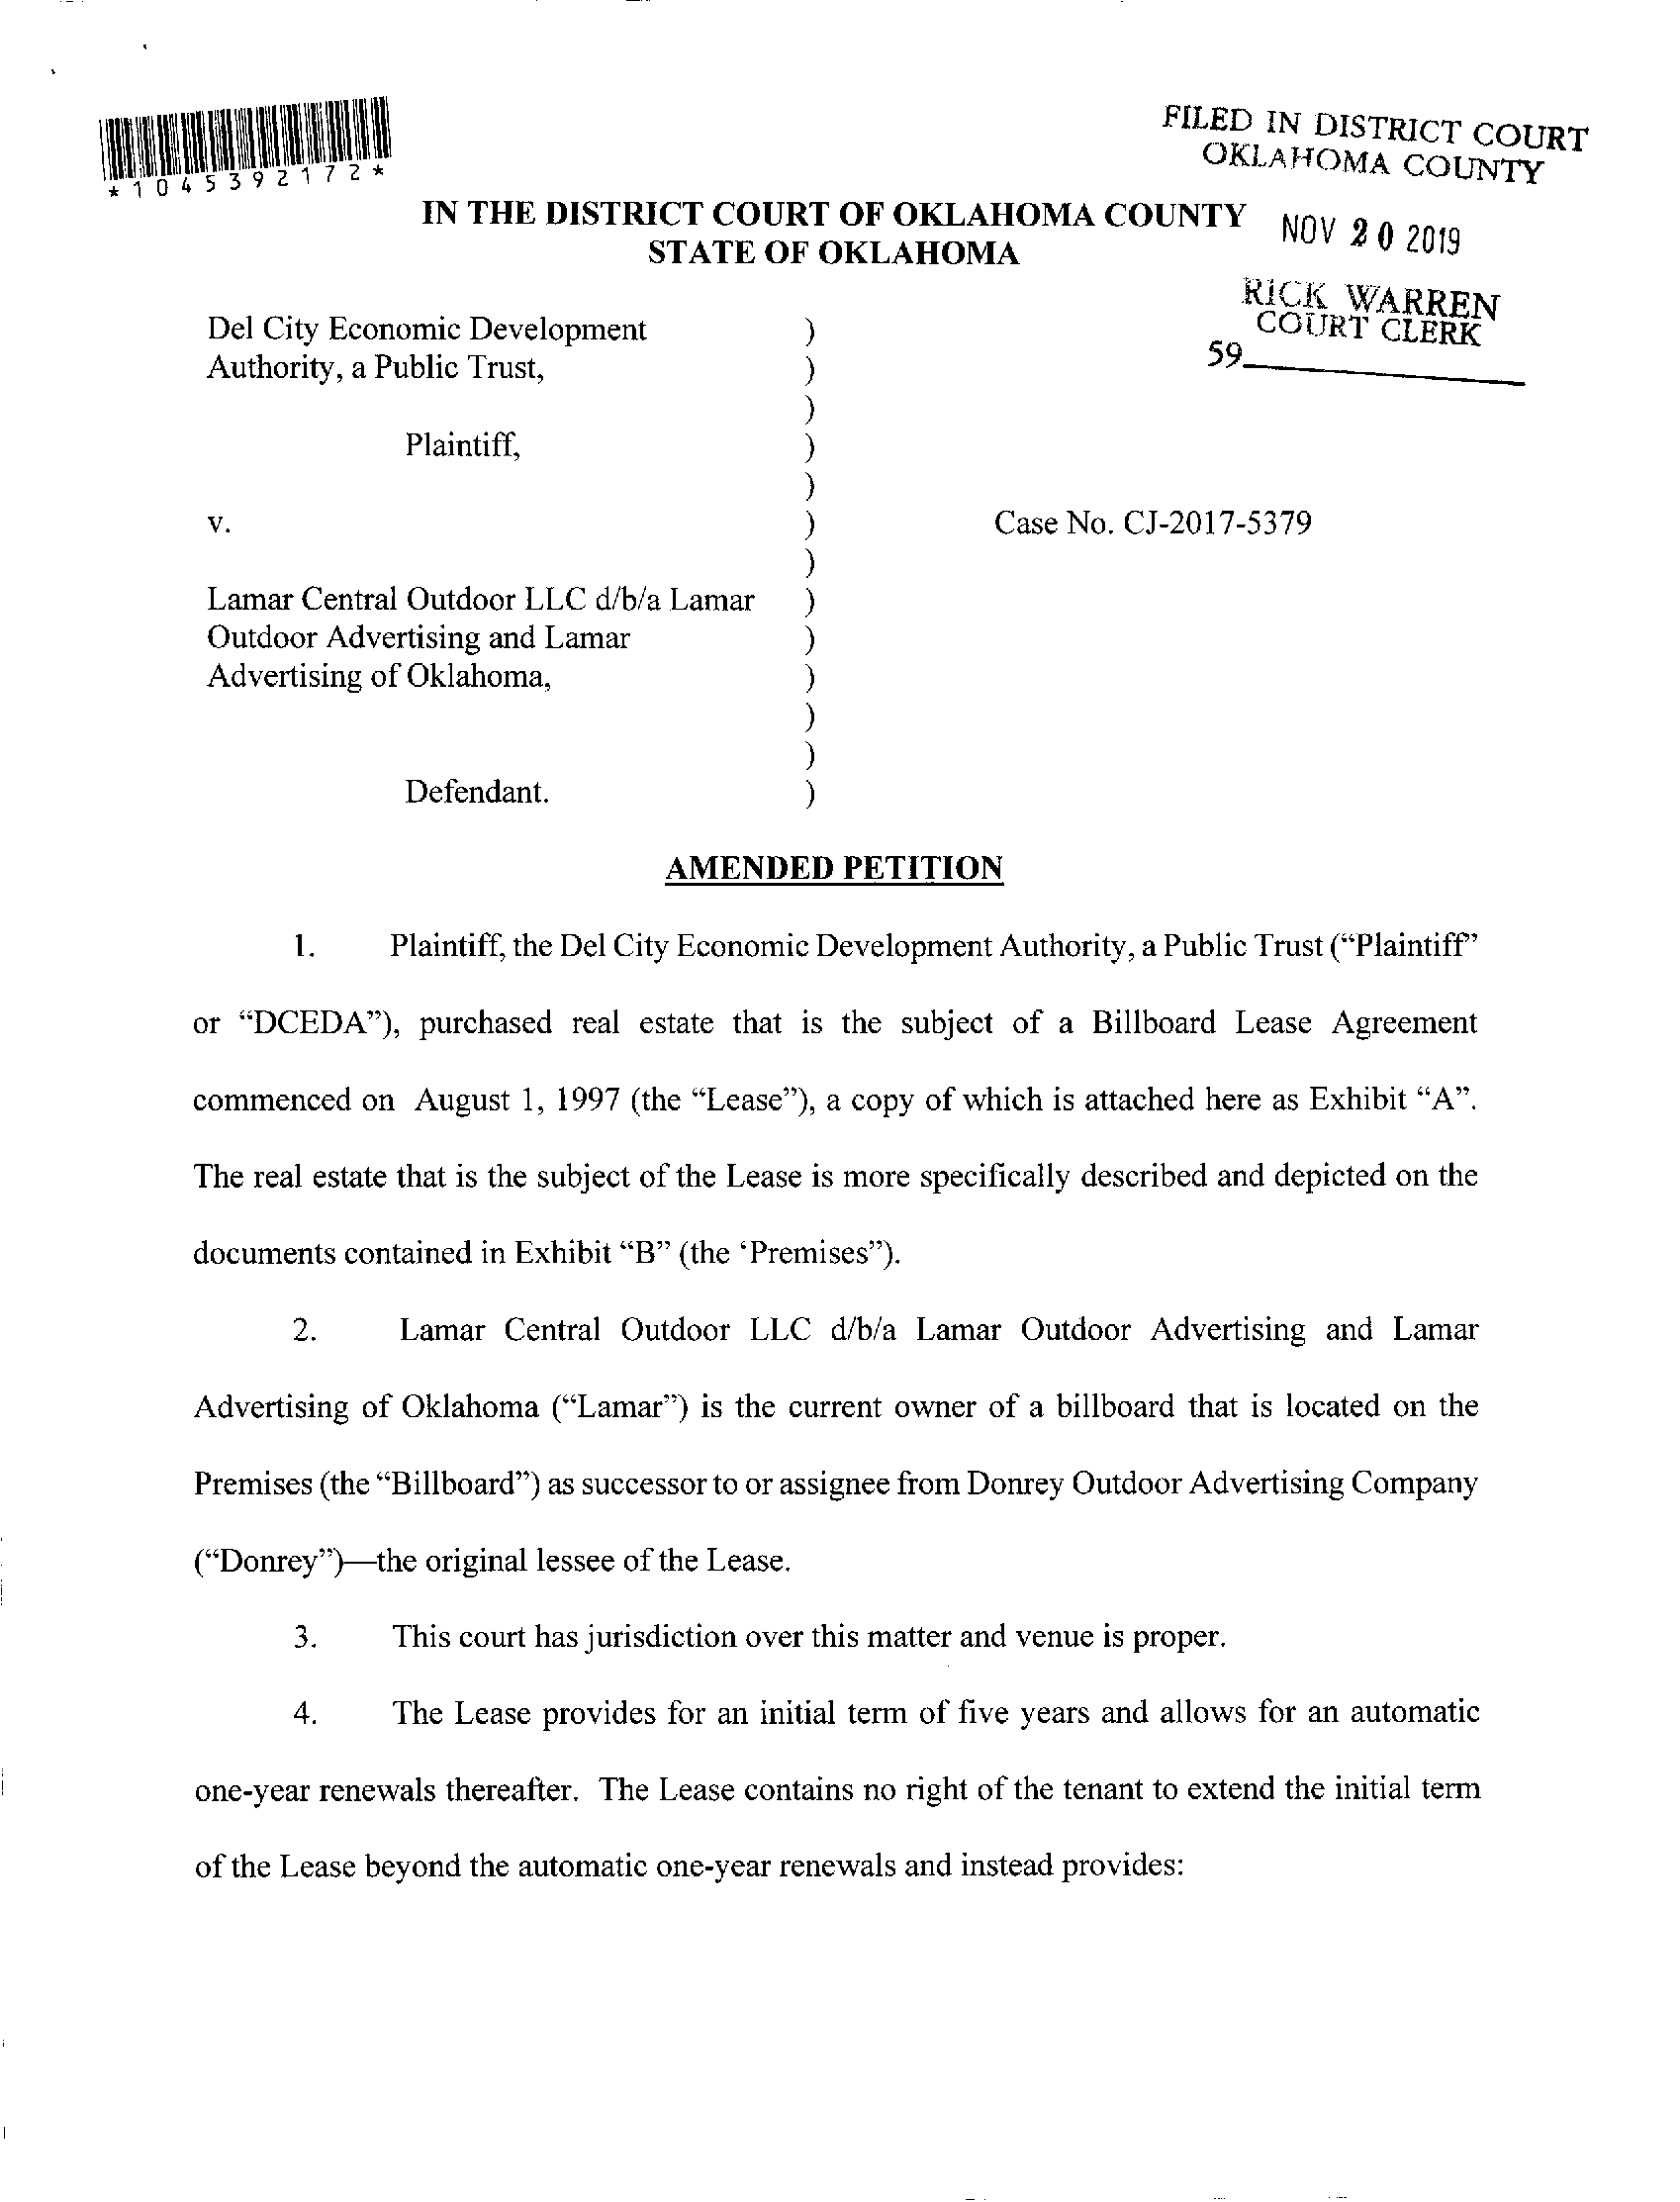 *1045392172*
FILED IN DISTRICT COURT
OKLAHOMA COUNTY
IN THE DISTRICT COURT OF OKLAHOMA COUNTY
STATE OF OKLAHOMA
NOV 20 2019
RICK WARREN
COURT CLERK
59
Del City Economic Development )
Authority, a Public Trust, )
)
Plaintiff, )
)
v. ) Case No. CJ-2017-5379
)
Lamar Central Outdoor LLC d/b/a Lamar )
Outdoor Advertising and Lamar )
Advertising of Oklahoma, )
)
)
Defendant. )
AMENDED PETITION
1. Plaintiff, the Del City Economic Development Authority, a Public Trust (“Plaintiff”
or “DCEDA”), purchased real estate that is the subject of a Billboard Lease Agreement
commenced on August 1, 1997 (the “Lease”), a copy of which is attached here as Exhibit “A”.
The real estate that is the subject of the Lease is more specifically described and depicted on the
documents contained in Exhibit “B” (the ‘Premises”).
2. Lamar Central Outdoor LLC d/b/a Lamar Outdoor Advertising and Lamar
Advertising of Oklahoma (“Lamar”) is the current owner of a billboard that is located on the
Premises (the “Billboard”) as successor to or assignee from Donrey Outdoor Advertising Company
(“Donrey”)—the original lessee of the Lease.
3. This court has jurisdiction over this matter and venue is proper.
4. The Lease provides for an initial term of five years and allows for an automatic
one-year renewals thereafter. The Lease contains no right of the tenant to extend the initial term
of the Lease beyond the automatic one-year renewals and instead provides: